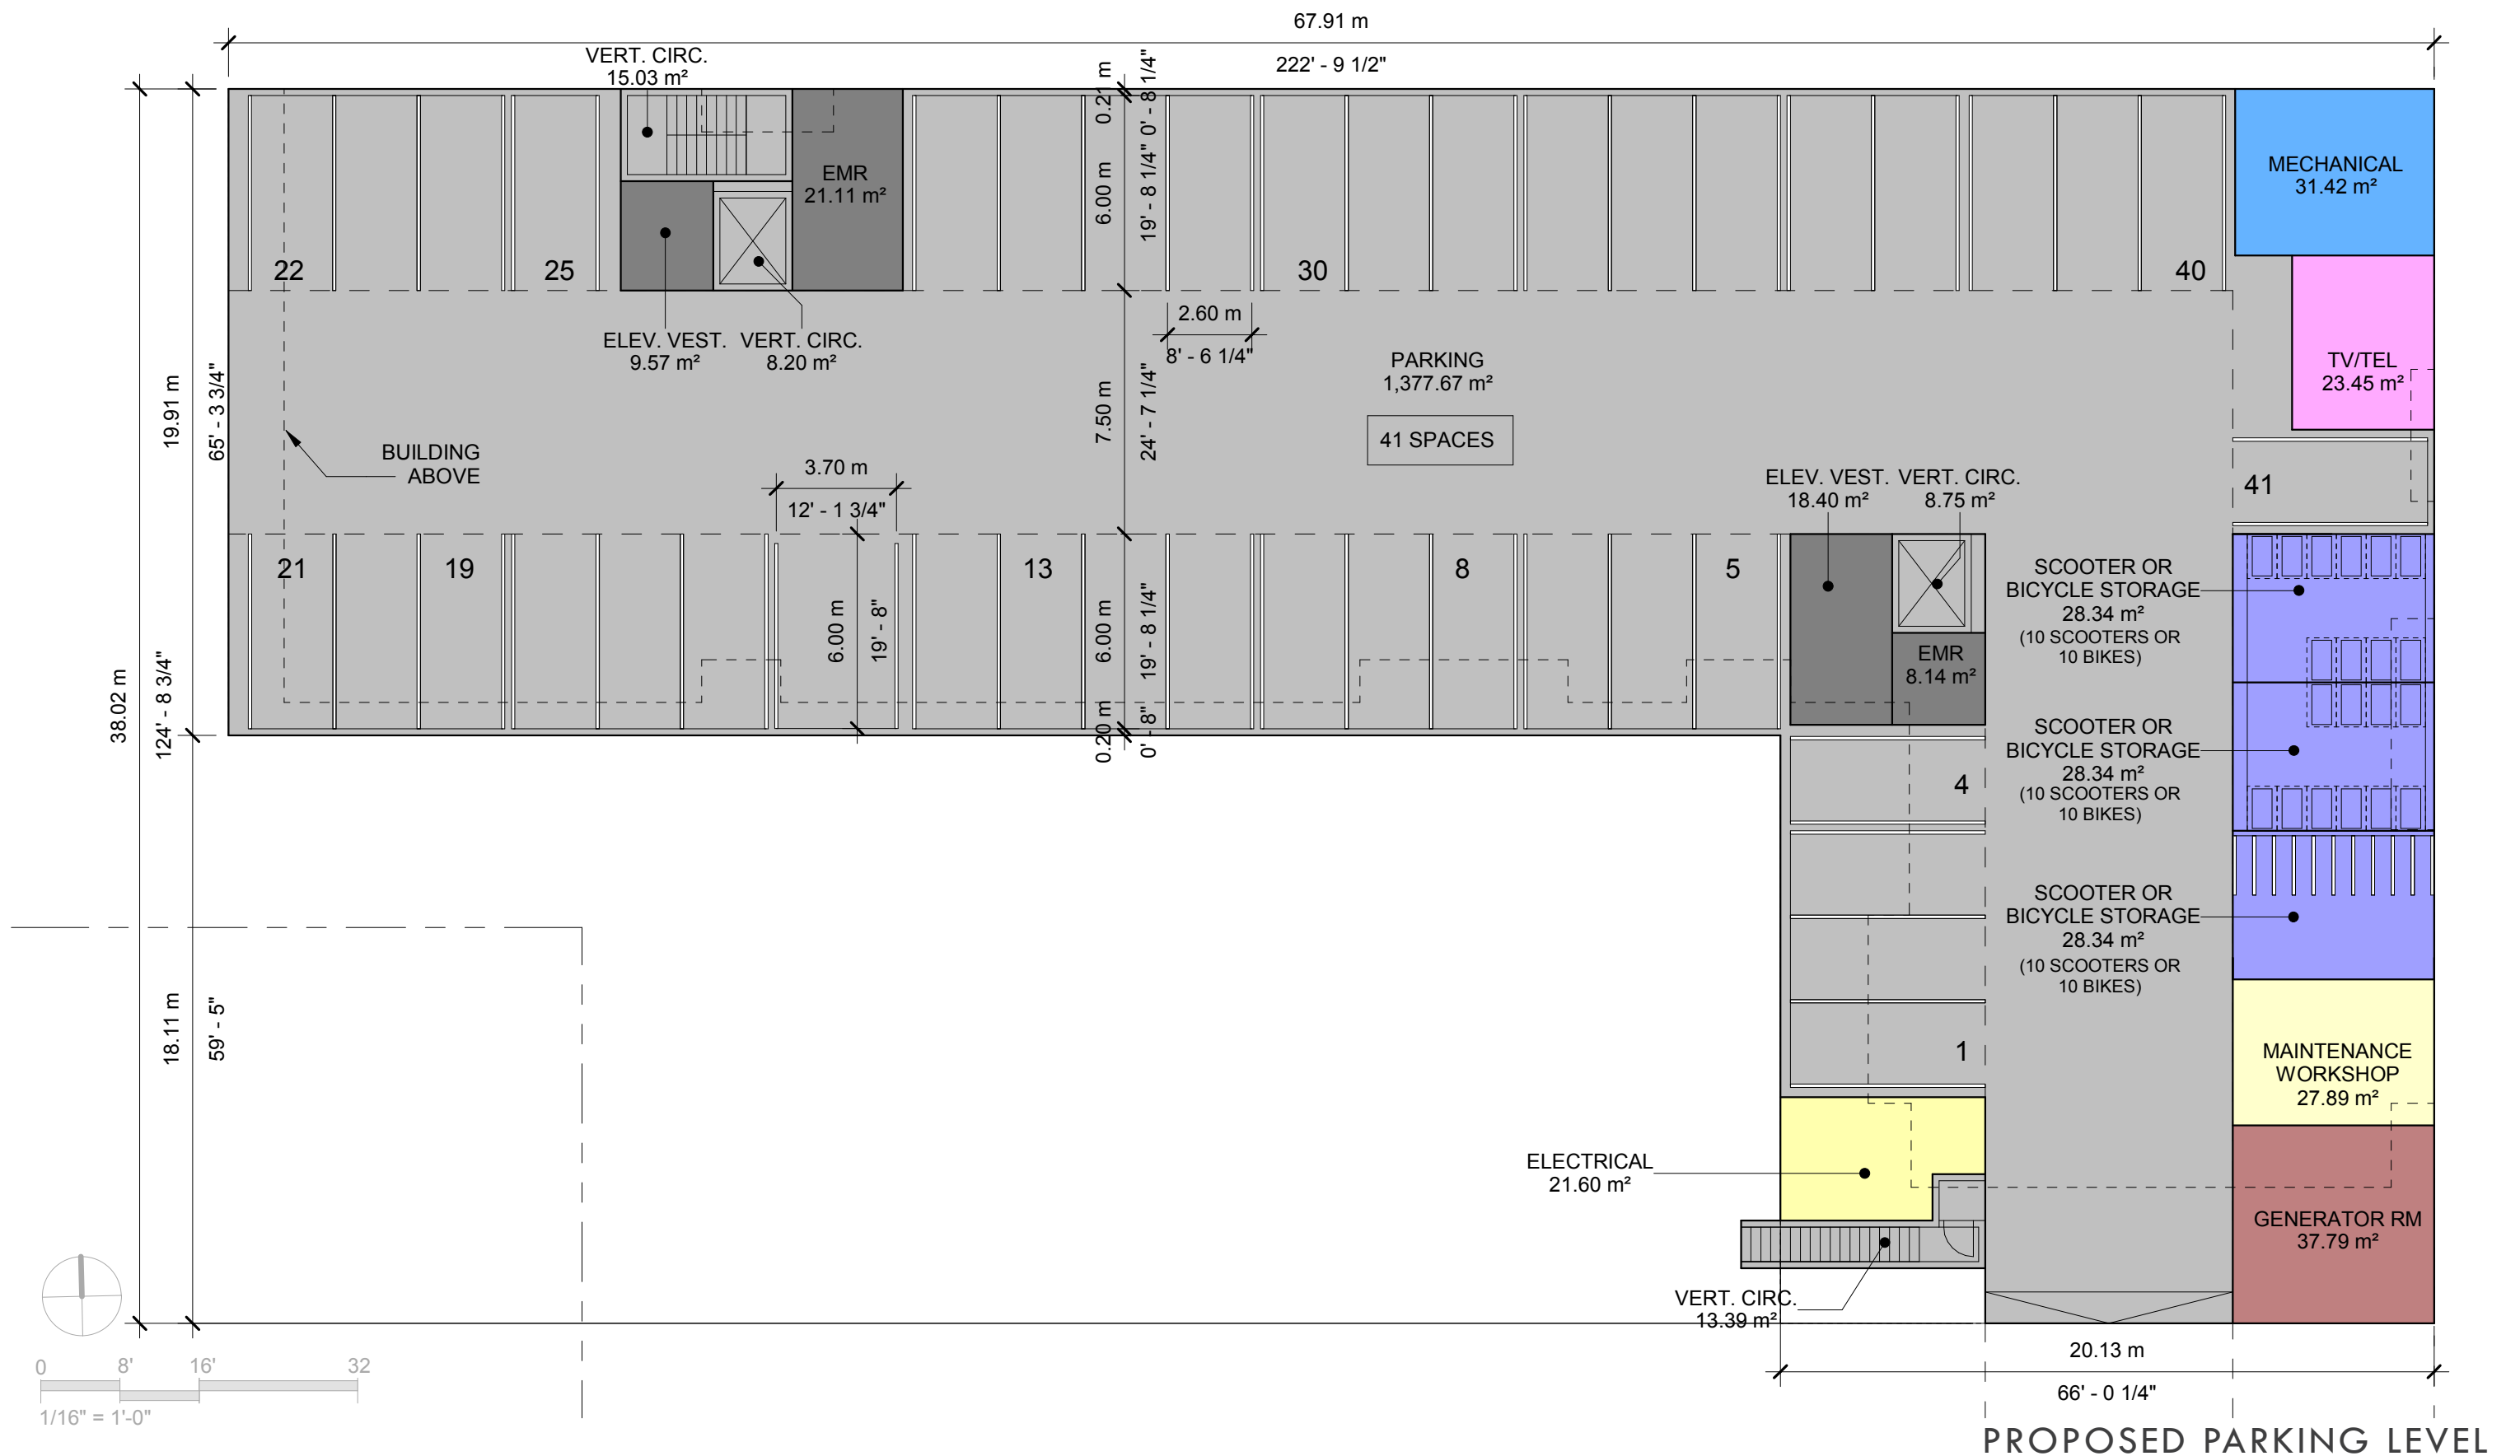 67.91 m
222' - 9 1/2"
VERT. CIRC.
15.03 m²
0.21 m
0' - 8 1/4"
EMR
21.11 m²
6.00 m
19' - 8 1/4"
MECHANICAL
31.42 m²
22
25
30
40
2.60 m
8' - 6 1/4"
ELEV. VEST.
9.57 m²
VERT. CIRC.
8.20 m²
PARKING
1,377.67 m²
41 SPACES
TV/TEL
23.45 m²
19.91 m
65' - 3 3/4"
7.50 m
24' - 7 1/4"
BUILDING
ABOVE
3.70 m
12' - 1 3/4"
ELEV. VEST.
18.40 m²
VERT. CIRC.
8.75 m²
41
21
19
13
8
5
6.00 m
19' - 8"
6.00 m
19' - 8 1/4"
0.20 m
0' - 8"
EMR
8.14 m²
SCOOTER OR
BICYCLE STORAGE
28.34 m²
(10 SCOOTERS OR
10 BIKES)
38.02 m
124' - 8 3/4"
SCOOTER OR
BICYCLE STORAGE
28.34 m²
(10 SCOOTERS OR
10 BIKES)
4
SCOOTER OR
BICYCLE STORAGE
28.34 m²
(10 SCOOTERS OR
10 BIKES)
18.11 m
59' - 5"
1
MAINTENANCE
WORKSHOP
27.89 m²
ELECTRICAL
21.60 m²
GENERATOR RM
37.79 m²
VERT. CIRC.
13.39 m²
20.13 m
66' - 0 1/4"
0 8' 16' 32
1/16" = 1'-0"
PROPOSED PARKING LEVEL